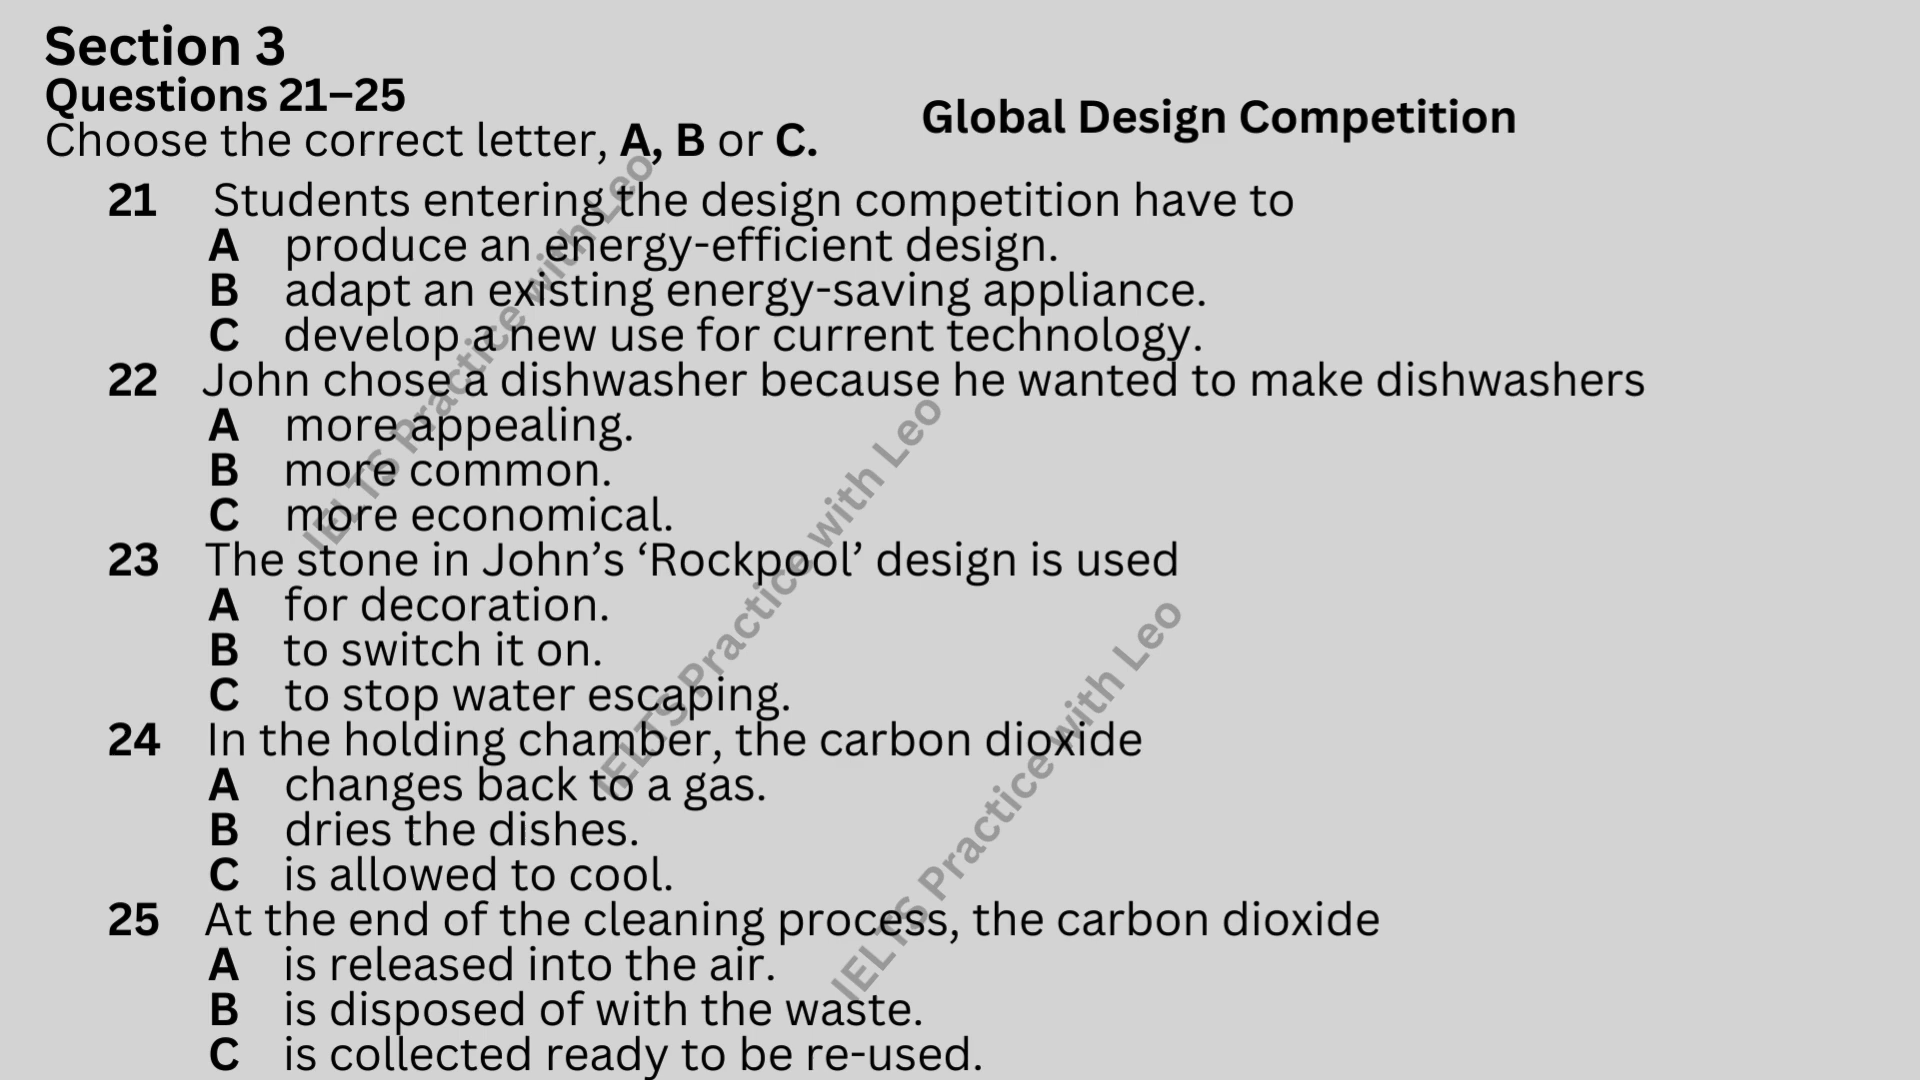 Section 3
Questions 21–25
Global Design Competition
Choose the correct letter, A, B or C.
21 Students entering the design competition have to
A produce an energy-efficient design.
B adapt an existing energy-saving appliance.
C develop a new use for current technology.
22 John chose a dishwasher because he wanted to make dishwashers
A more appealing.
B more common.
C more economical.
23 The stone in John’s ‘Rockpool’ design is used
A for decoration.
B to switch it on.
C to stop water escaping.
24 In the holding chamber, the carbon dioxide
A changes back to a gas.
B dries the dishes.
C is allowed to cool.
25 At the end of the cleaning process, the carbon dioxide
A is released into the air.
B is disposed of with the waste.
C is collected ready to be re-used.
IELTS Practice with Leo
IELTS Practice with Leo
IELTS Practice with Leo